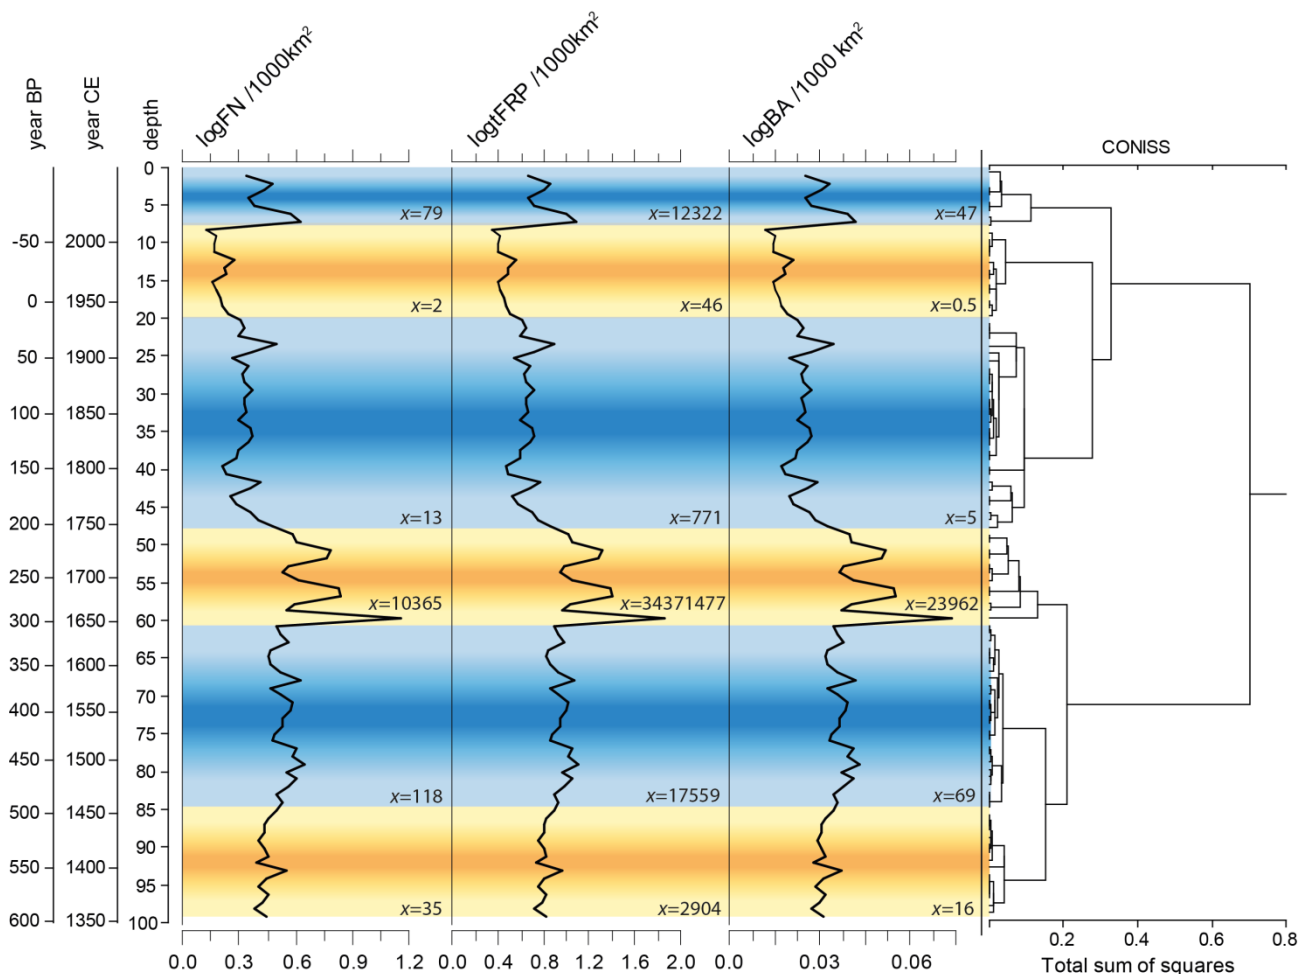 year BP
year CE
depth
logFN /1000km²
logtFRP /1000km²
logBA /1000 km²
CONISS
0
0.2 0.4 0.6 0.8
Total sum of squares
-50
0
50
100
150
200
250
300
350
400
450
500
550
600
2000
1950
1900
1850
1800
1750
1700
1650
1600
1550
1500
1450
1400
1350
5
10
15
20
25
30
35
40
45
50
55
60
65
70
75
80
85
90
95
100
x=79 x=12322 x=47
x=2 x=46 x=0.5
x=13 x=771 x=5
x=10365 x=34371477 x=23962
x=118 x=17559 x=69
x=35 x=2904 x=16
0.0 0.3 0.6 0.9 1.2
0.0 0.4 0.8 1.2 1.6 2.0
0.0 0.03 0.06